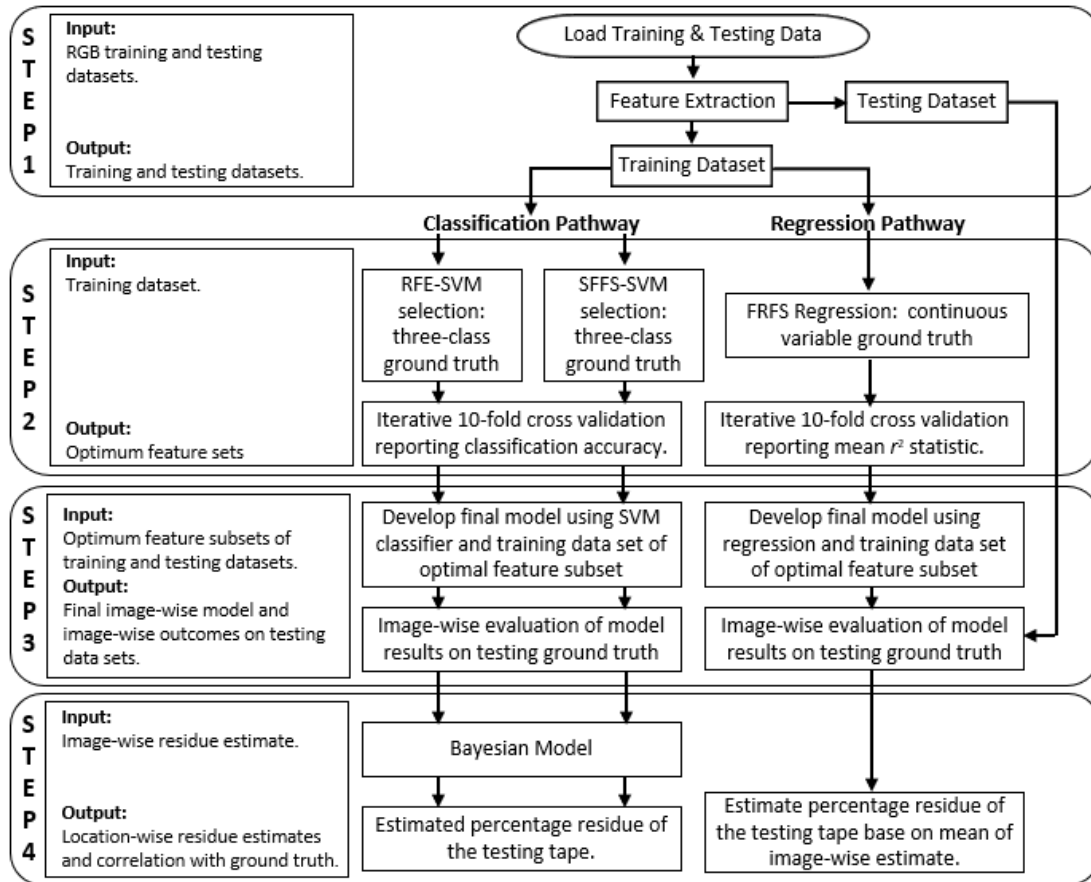 STEP1
Input:
RGB training and testing
datasets.
Output:
Training and testing datasets.
Load Training & Testing Data
Feature Extraction
Testing Dataset
Training Dataset
Classification Pathway
Regression Pathway
STEP2
Input:
Training dataset.
Output:
Optimum feature sets
RFE-SVM
selection:
three-class
ground truth
SFFS-SVM
selection:
three-class
ground truth
FRFS Regression: continuous
variable ground truth
Iterative 10-fold cross validation
reporting classification accuracy.
Iterative 10-fold cross validation
reporting mean r² statistic.
STEP3
Input:
Optimum feature subsets of
training and testing datasets.
Output:
Final image-wise model and
image-wise outcomes on testing
data sets.
Develop final model using SVM
classifier and training data set of
optimal feature subset
Develop final model using
regression and training data set
of optimal feature subset
Image-wise evaluation of model
results on testing ground truth
Image-wise evaluation of model
results on testing ground truth
STEP4
Input:
Image-wise residue estimate.
Output:
Location-wise residue estimates
and correlation with ground truth.
Bayesian Model
Estimated percentage residue of
the testing tape.
Estimate percentage residue of
the testing tape base on mean of
image-wise estimate.